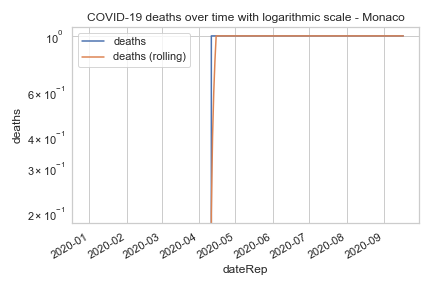 COVID-19 deaths over time with logarithmic scale - Monaco
10⁰
6 × 10⁻¹
4 × 10⁻¹
3 × 10⁻¹
2 × 10⁻¹
deaths
deaths
deaths (rolling)
2020-01
2020-02
2020-03
2020-04
2020-05
2020-06
2020-07
2020-08
2020-09
dateRep